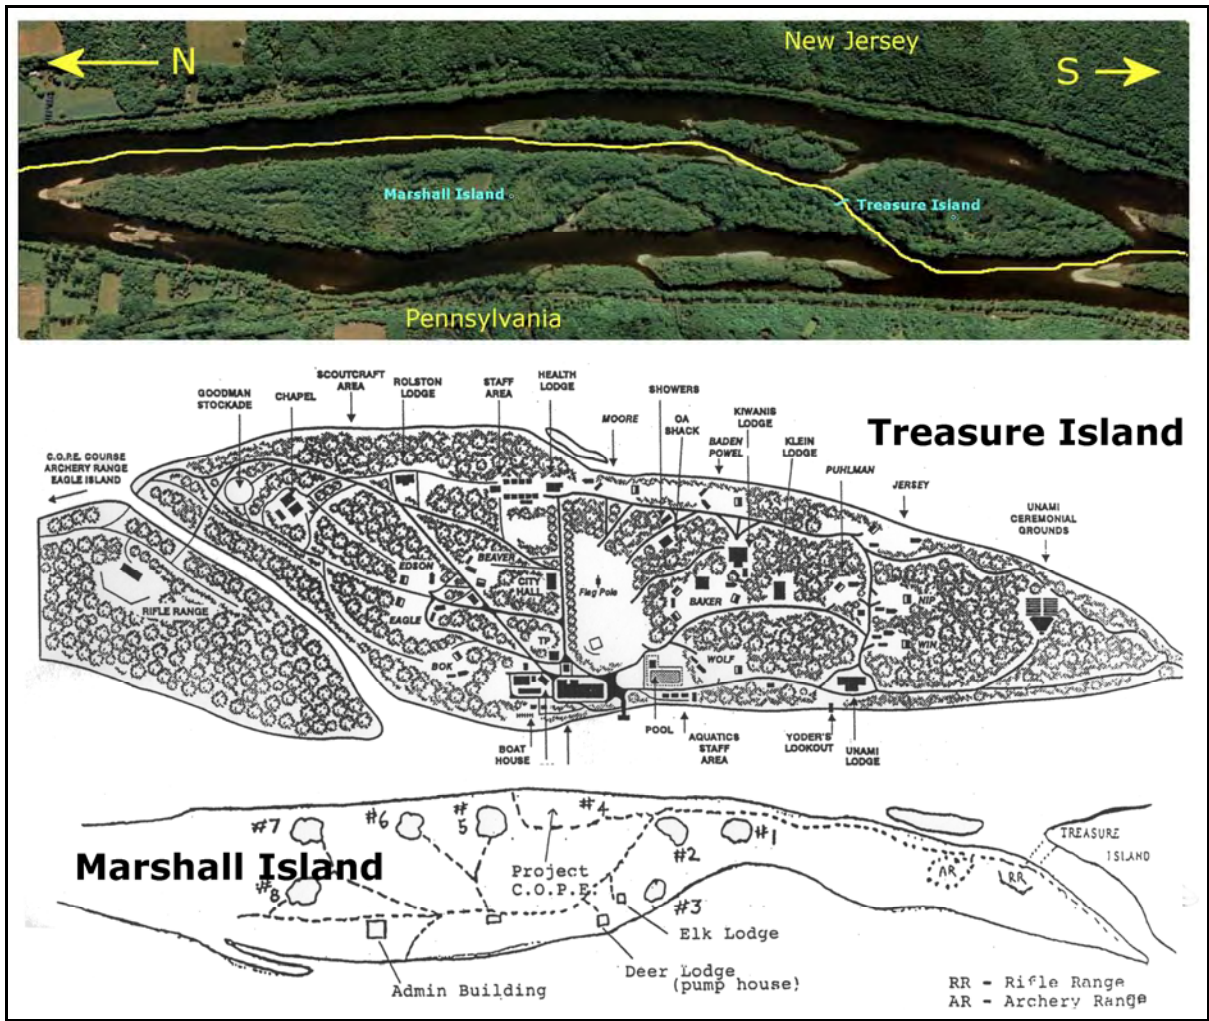 New Jersey
N
S
Marshall Island
Treasure Island
Pennsylvania
Treasure Island
GOODMAN
STOCKADE
CHAPEL
SCOUTCRAFT
AREA
ROLSTON
LODGE
STAFF
AREA
HEALTH
LODGE
MOORE
SHOWERS
OA
SHACK
BADEN
POWEL
KIWANIS
LODGE
KLEIN
LODGE
PUHLMAN
JERSEY
UNAMI
CEREMONIAL
GROUNDS
C.O.P.E. COURSE
ARCHERY RANGE
EAGLE ISLAND
RIFLE RANGE
EDSON
BEAVER
CITY
HALL
Flag Pole
BAKER
NIP
EAGLE
TP
BOK
WOLF
WIN
BOAT
HOUSE
POOL
AQUATICS
STAFF
AREA
YODER'S
LOOKOUT
UNAMI
LODGE
Marshall Island
#7
#6
#5
#4
#2
#1
#8
#3
Project
C.O.P.E.
AR
RR
TREASURE
ISLAND
Elk Lodge
Deer Lodge
(pump house)
Admin Building
RR - Rifle Range
AR - Archery Range